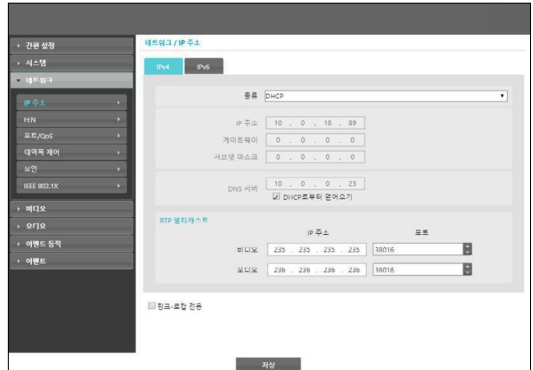 간편 설정
시스템
네트워크
IP 주소
FEN
포트/QoS
대역폭 제어
보안
IEEE 802.1X
비디오
오디오
이벤트 동작
이벤트
네트워크 / IP 주소
IPv4 IPv6
종류 DHCP
IP 주소 10 . 0 . 18 . 89
게이트웨이 0 . 0 . 0 . 0
서브넷 마스크 0 . 0 . 0 . 0
DNS 서버 10 . 0 . 0 . 23
DHCP로부터 얻어오기
RTP 멀티캐스트
IP 주소 포트
비디오 235 . 235 . 235 . 235 38016
오디오 236 . 236 . 236 . 236 38016
링크-로컬 전용
저장